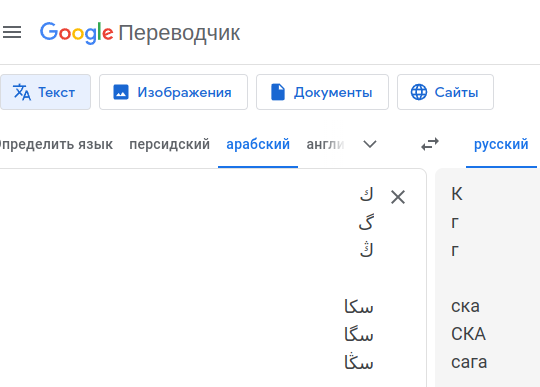 Google Переводчик
Текст Изображения Документы Сайты
Определить язык персидский арабский англи русский
ك К
گ г
ڭ г
سكا ска
سگا СКА
سڭا сага